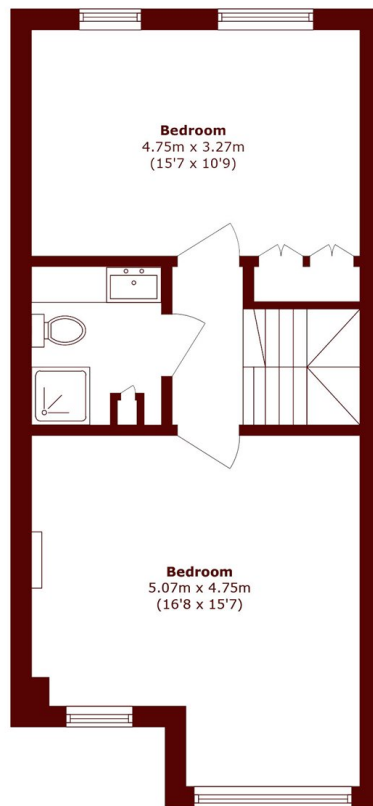 Bedroom
4.75m x 3.27m
(15'7 x 10'9)
Bedroom
5.07m x 4.75m
(16'8 x 15'7)